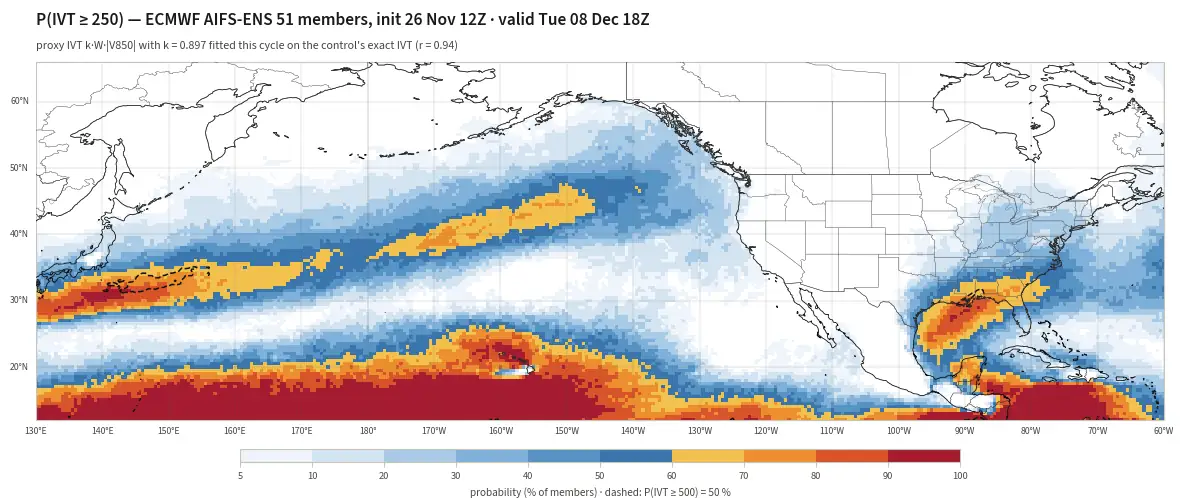 P(IVT ≥ 250) — ECMWF AIFS-ENS 51 members, init 26 Nov 12Z · valid Tue 08 Dec 18Z
proxy IVT k·W·|V850| with k = 0.897 fitted this cycle on the control's exact IVT (r = 0.94)
60°N
50°N
40°N
30°N
20°N
130°E 140°E 150°E 160°E 170°E 180° 170°W 160°W 150°W 140°W 130°W 120°W 110°W 100°W 90°W 80°W 70°W 60°W
5 10 20 30 40 50 60 70 80 90 100
probability (% of members) · dashed: P(IVT ≥ 500) = 50 %